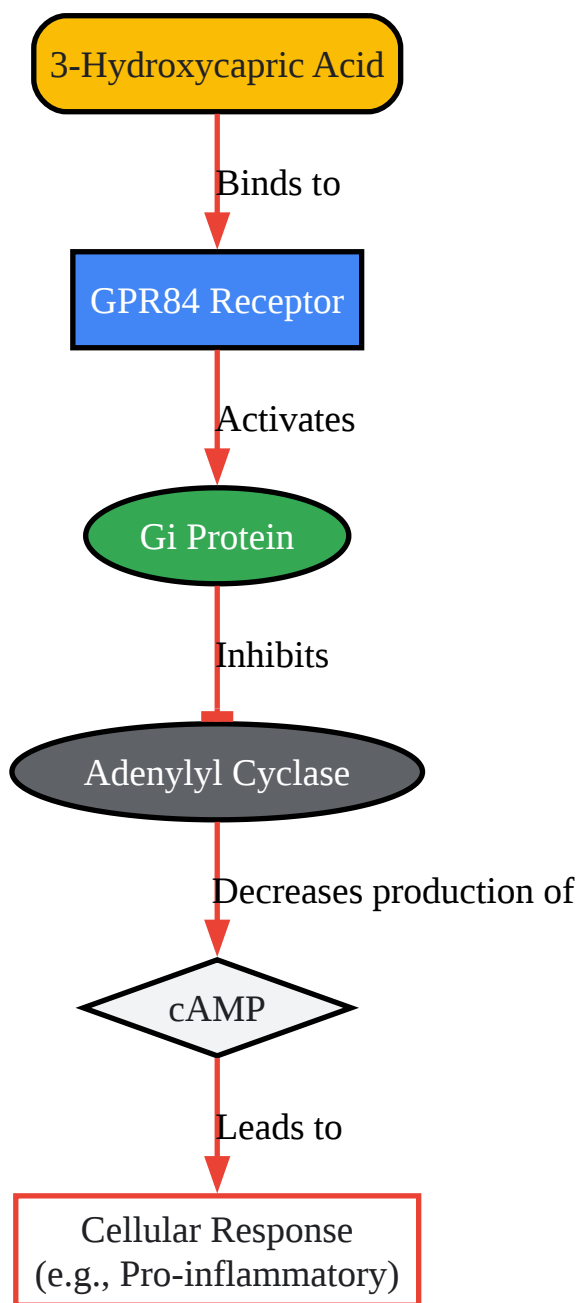 3-Hydroxycapric Acid
Binds to
GPR84 Receptor
Activates
Gi Protein
Inhibits
Adenylyl Cyclase
Decreases production of
cAMP
Leads to
Cellular Response
(e.g., Pro-inflammatory)